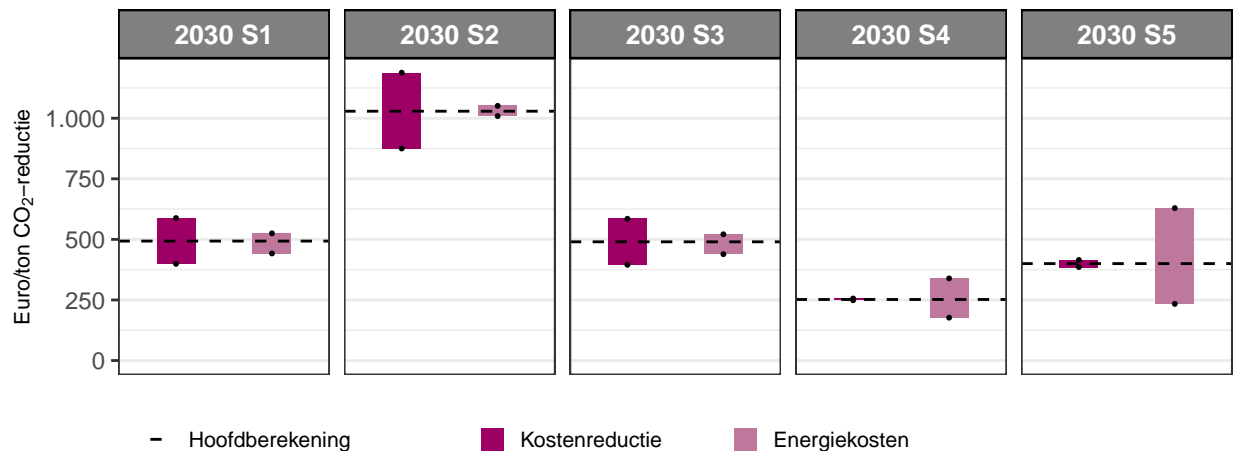 2030 S1 2030 S2 2030 S3 2030 S4 2030 S5
Euro/ton CO₂–reductie
1.000
750
500
250
0
Hoofdberekening Kostenreductie Energiekosten